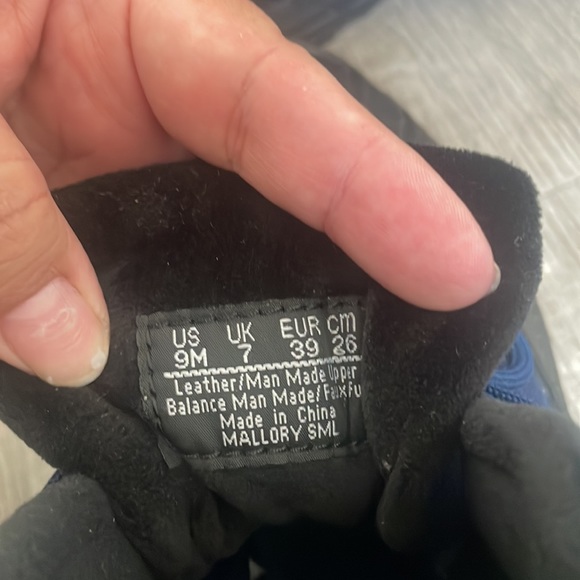 US UK EUR cm
9M 7 39 26
Leather/Man Made Upper
Balance Man Made/Faux Fu
Made in China
MALLORY SML